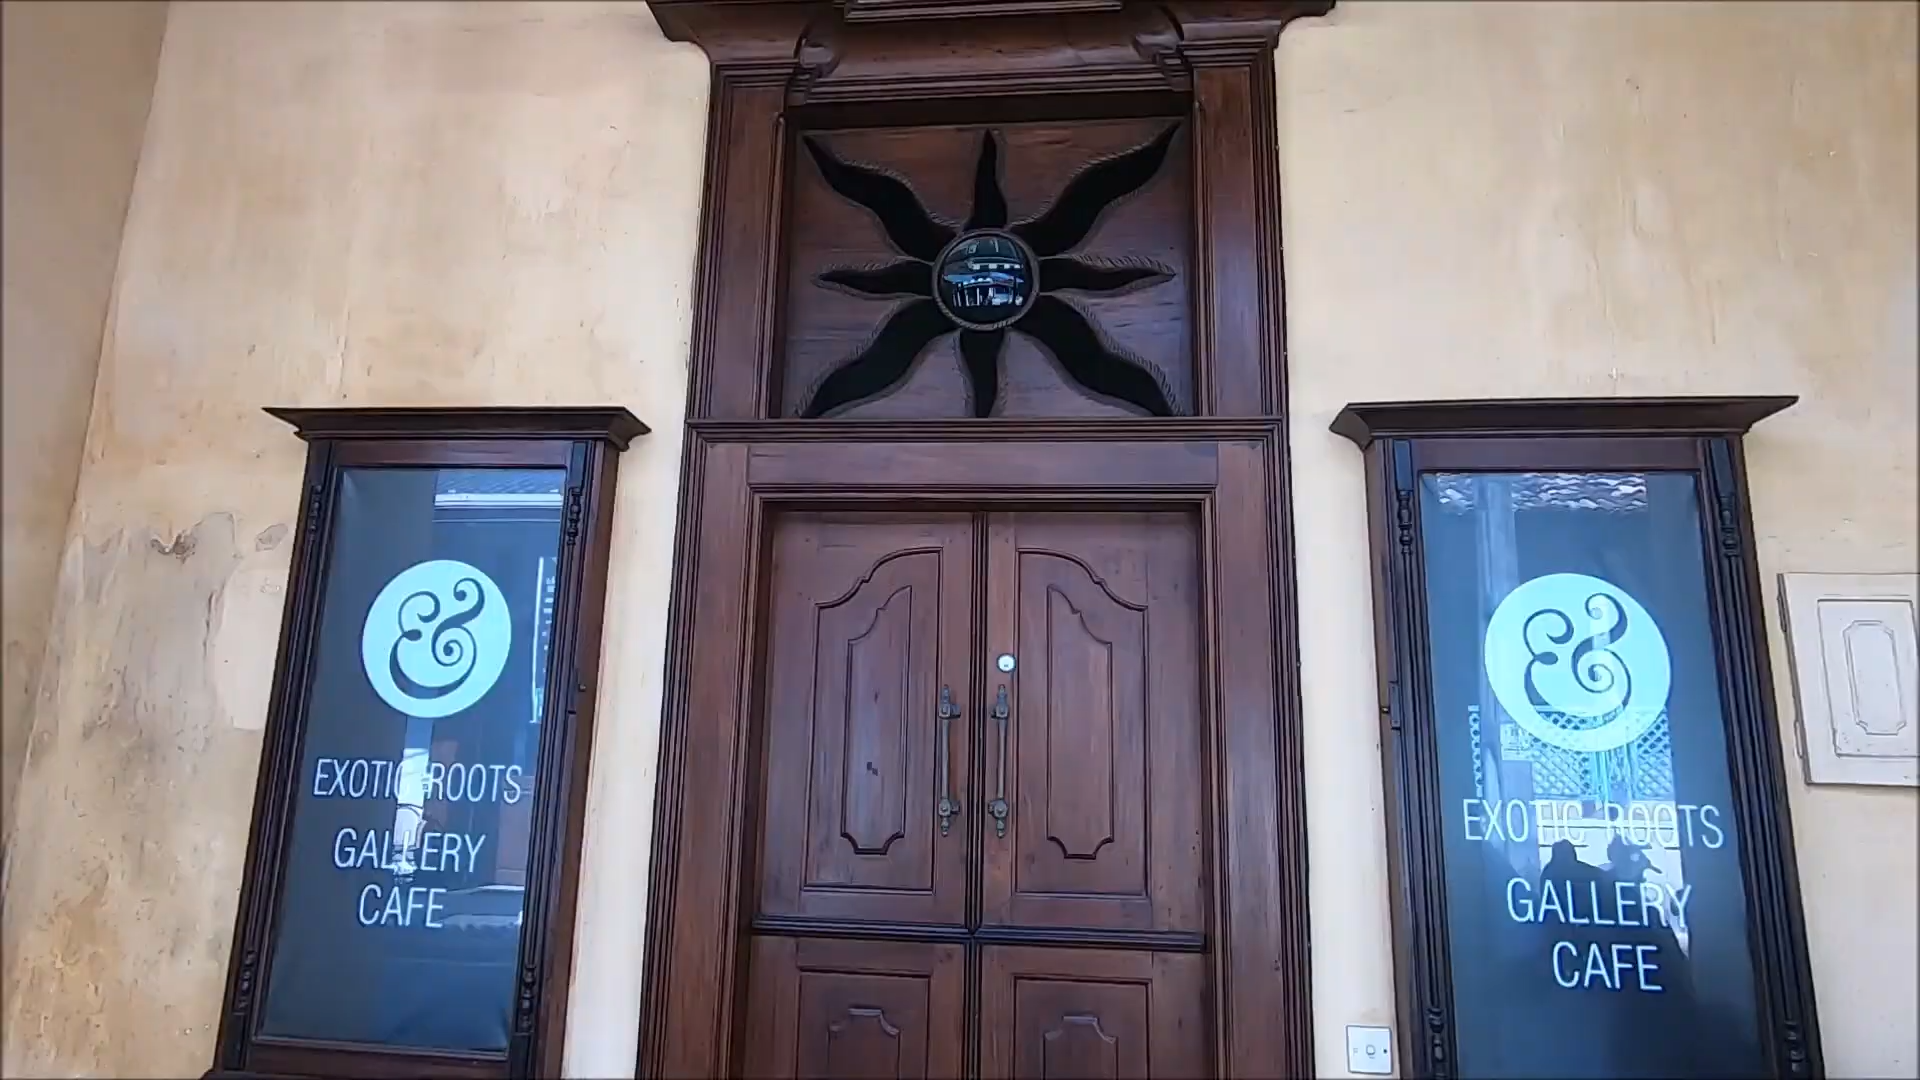 &
EXOTIC ROOTS
GALLERY
CAFE
&
EXOTIC ROOTS
GALLERY
CAFE